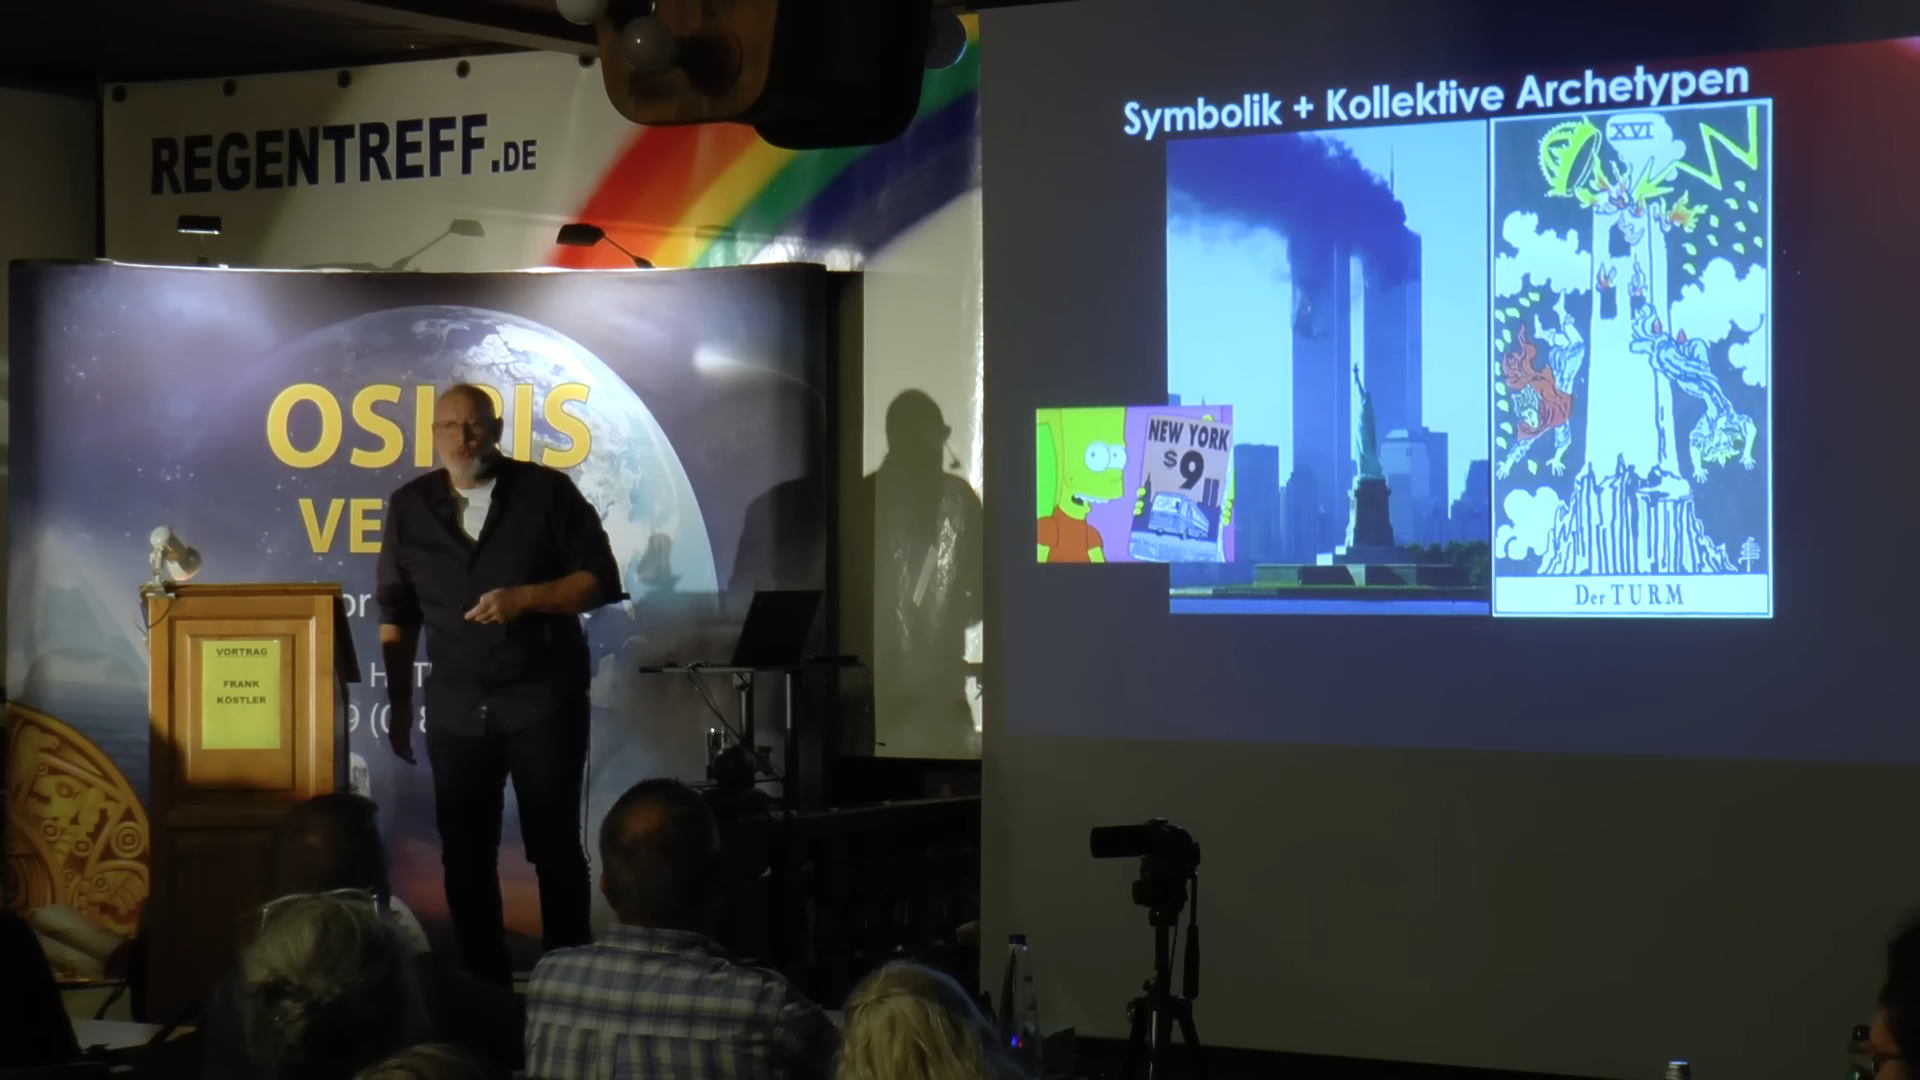 REGENTREFF.DE
OSIRIS
VE
VORTRAG
FRANK
KÖSTLER
Symbolik + Kollektive Archetypen
NEW YORK
$9
XVI
Der TURM